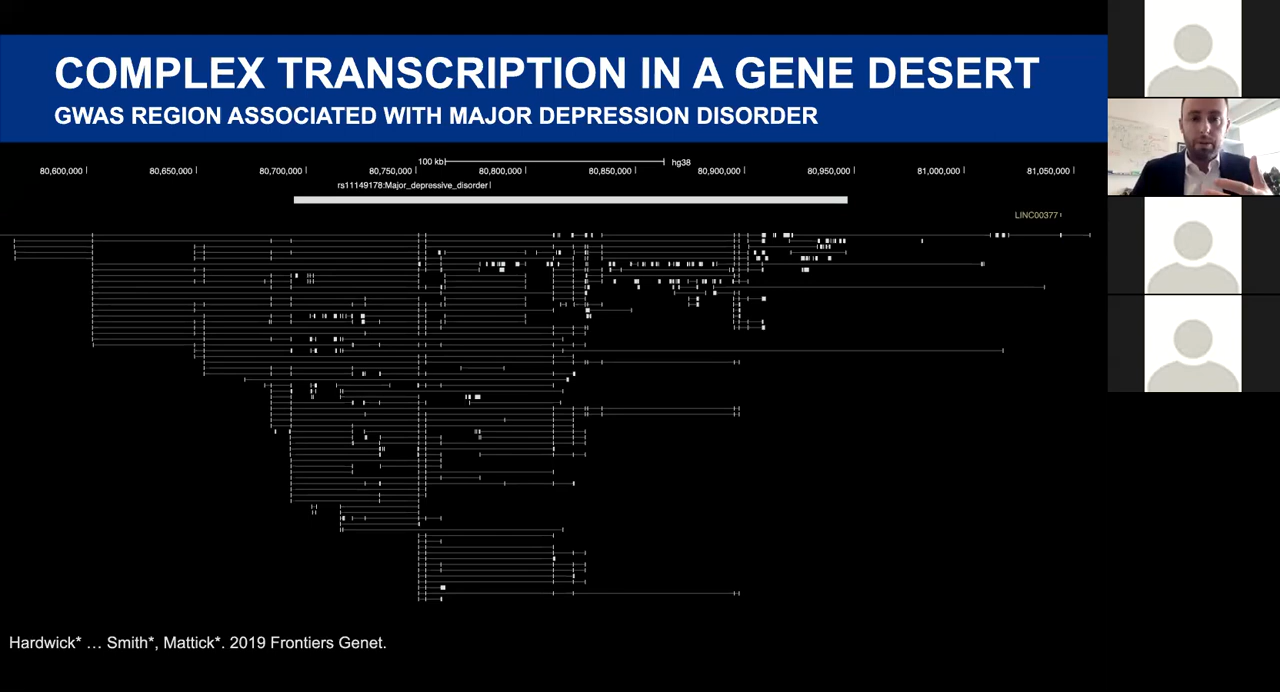 COMPLEX TRANSCRIPTION IN A GENE DESERT
GWAS REGION ASSOCIATED WITH MAJOR DEPRESSION DISORDER
100 kb hg38
80,600,000 80,650,000 80,700,000 80,750,000 80,800,000 80,850,000 80,900,000 80,950,000 81,000,000 81,050,000
rs11149178:Major_depressive_disorder
LINC00377
Hardwick* … Smith*, Mattick*. 2019 Frontiers Genet.